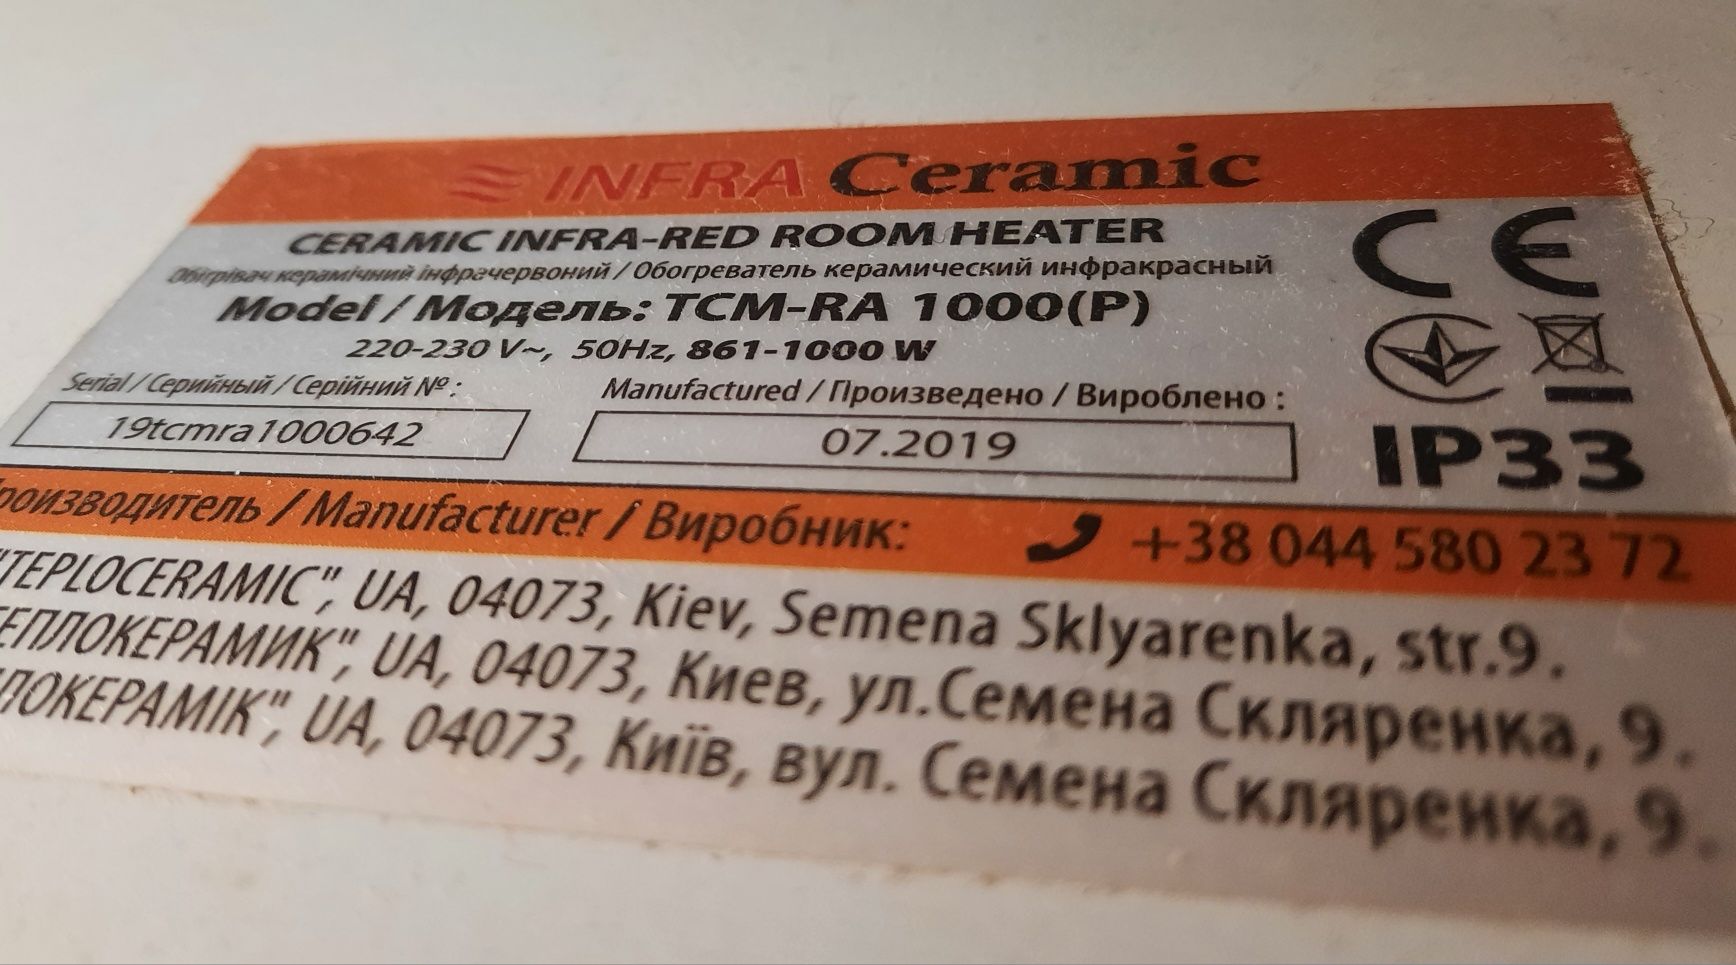 INFRA Ceramic
CERAMIC INFRA-RED ROOM HEATER
Обігрівач керамічний інфрачервоний / Обогреватель керамический инфракрасный
Model / Модель: TCM-RA 1000(P)
220-230 V~, 50Hz, 861-1000 W
Serial / Серийный / Серійний №:
19tcmra1000642
Manufactured / Произведено / Вироблено :
07.2019
CE
IP33
роизводитель / Manufacturer / Виробник:
+38 044 580 23 72
"TEPLOCERAMIC", UA, 04073, Kiev, Semena Sklyarenka, str.9.
ЕПЛОКЕРАМИК", UA, 04073, Киев, ул.Семена Скляренка, 9.
ЛОКЕРАМІК", UA, 04073, Київ, вул. Семена Скляренка, 9.